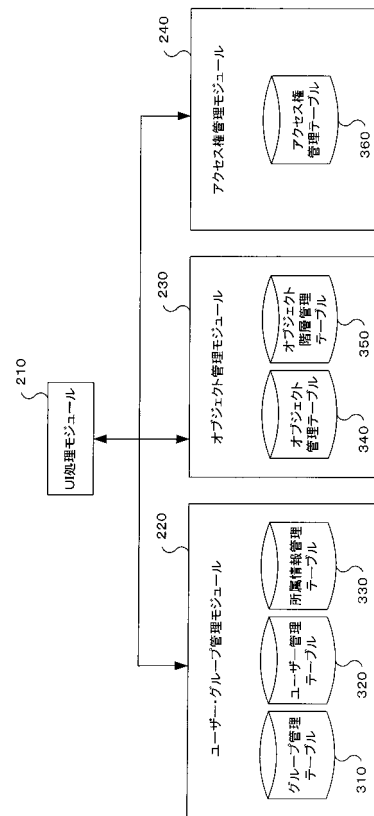 210
UI処理モジュール
220
ユーザー・グループ管理モジュール
グループ管理
テーブル
310
ユーザー管理
テーブル
320
所属情報管理
テーブル
330
230
オブジェクト管理モジュール
オブジェクト
管理テーブル
340
オブジェクト
階層管理
テーブル
350
240
アクセス権管理モジュール
アクセス権
管理テーブル
360